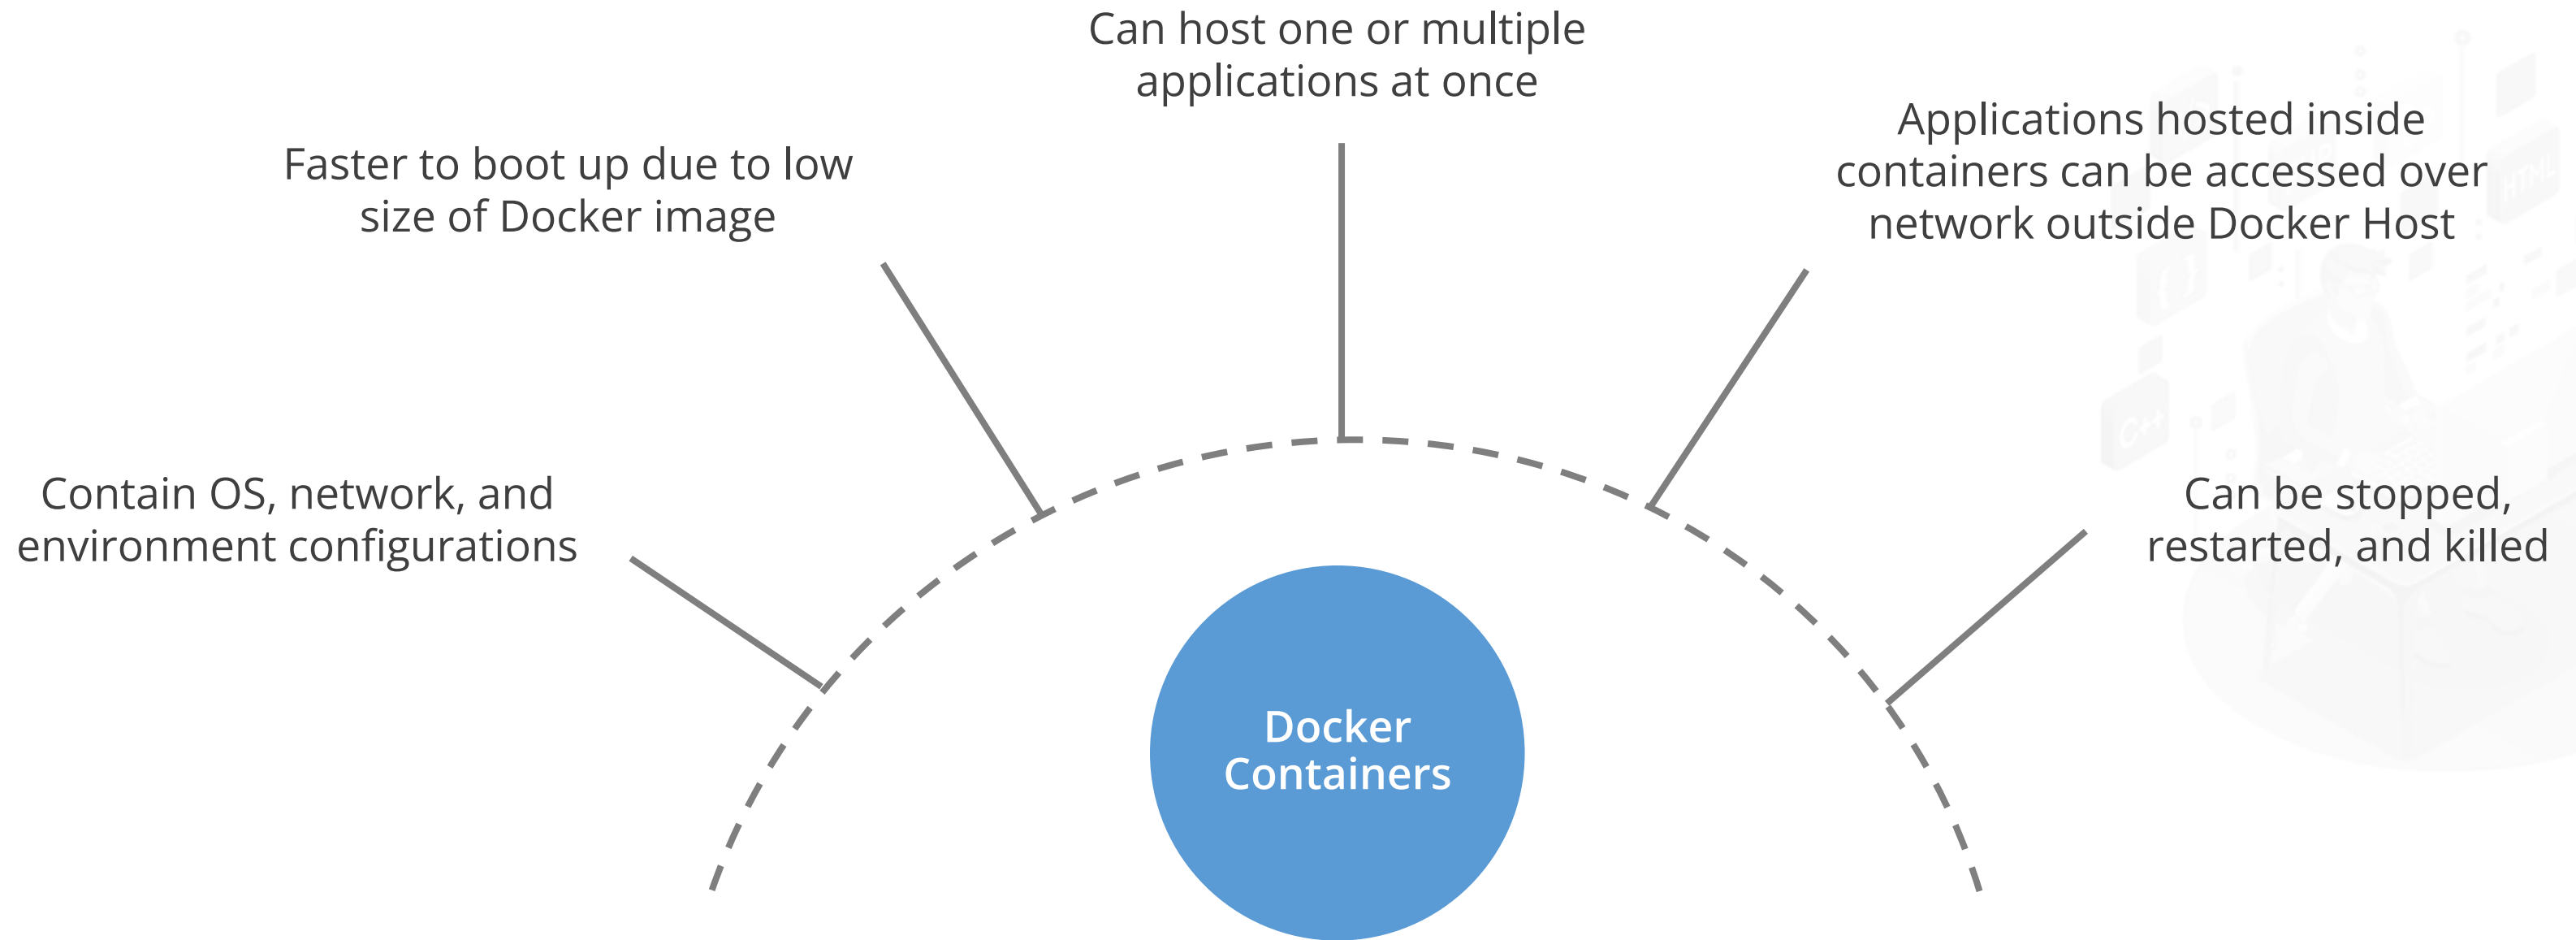 Can host one or multiple
applications at once
Applications hosted inside
containers can be accessed over
network outside Docker Host
Faster to boot up due to low
size of Docker image
Contain OS, network, and
environment configurations
Can be stopped,
restarted, and killed
Docker
Containers
HTML
C++
{ }